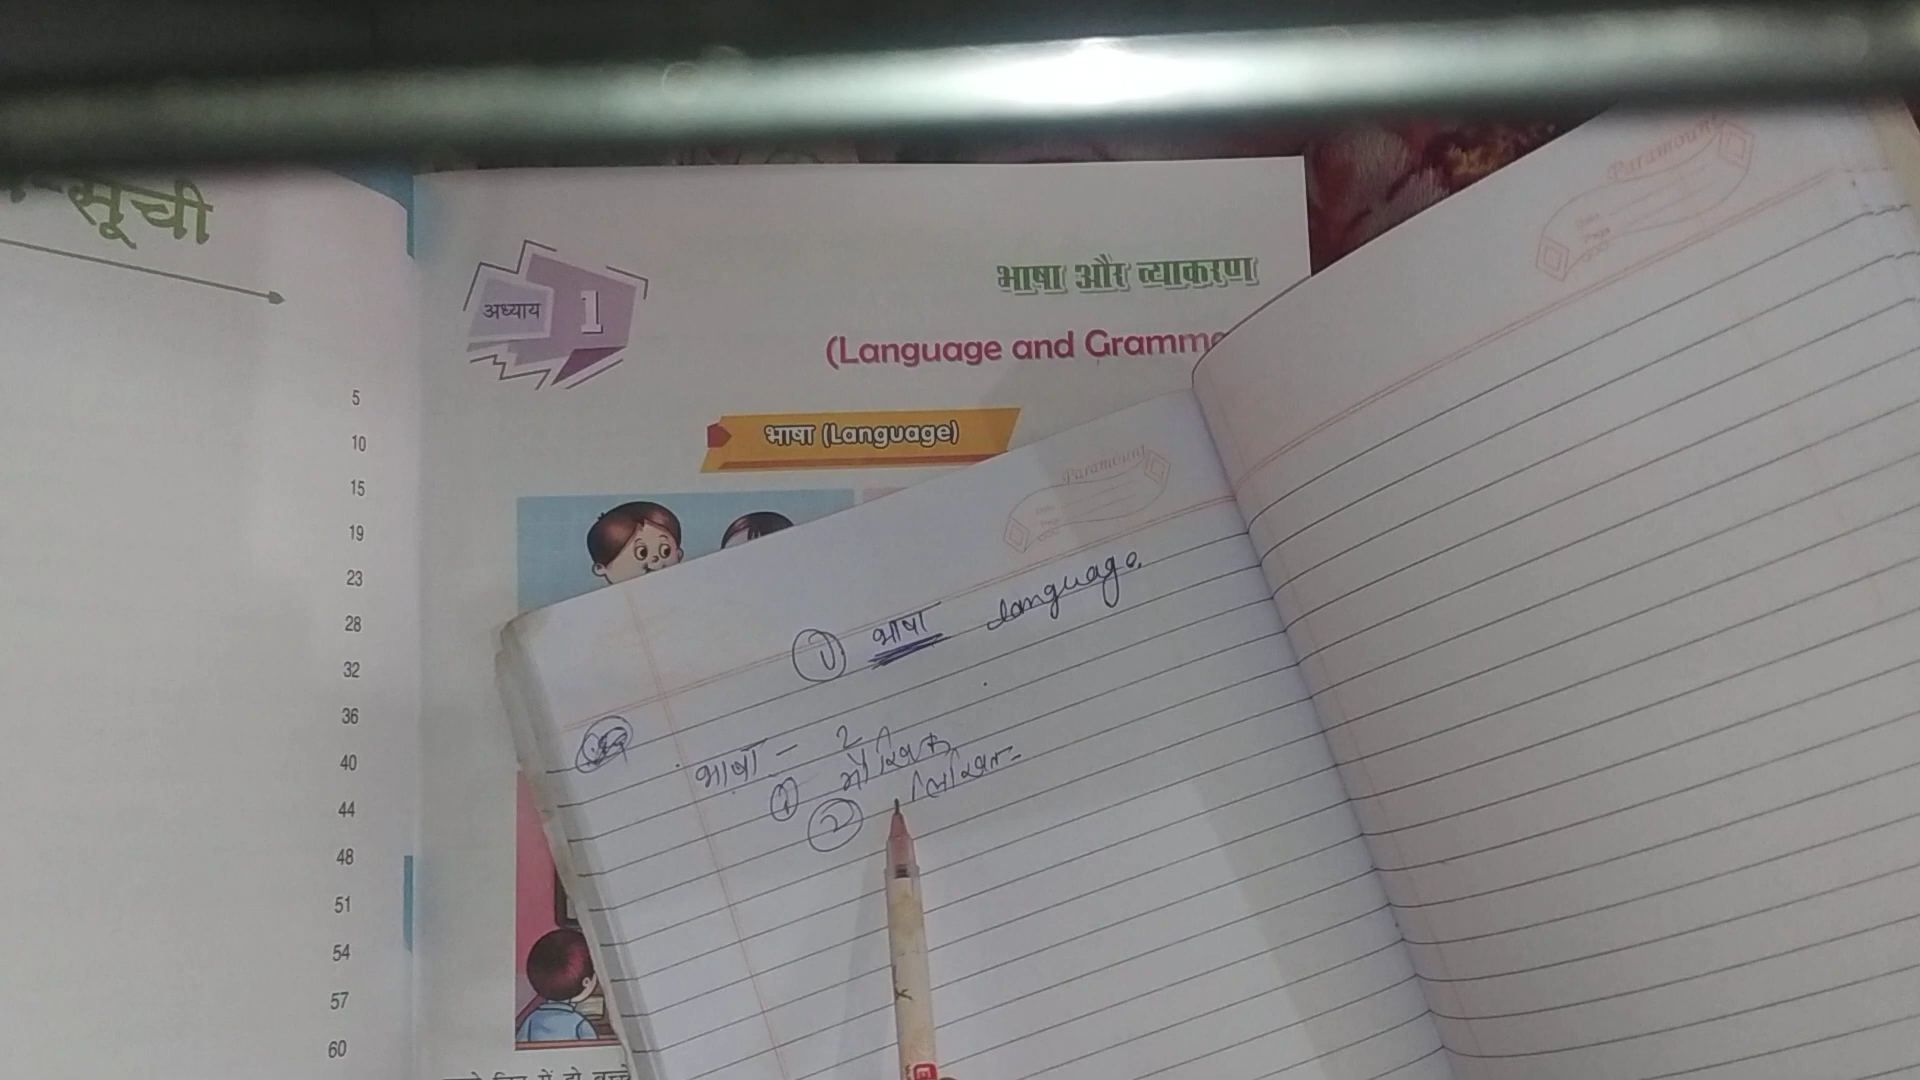 सूची
5
10
15
19
23
28
32
36
40
44
48
51
54
57
60
अध्याय 1
भाषा और व्याकरण
(Language and Gramma
भाषा (Language)
Paramount
Paramount
① भाषा language
भाषा - 2
① मौखिक
② लिखित-